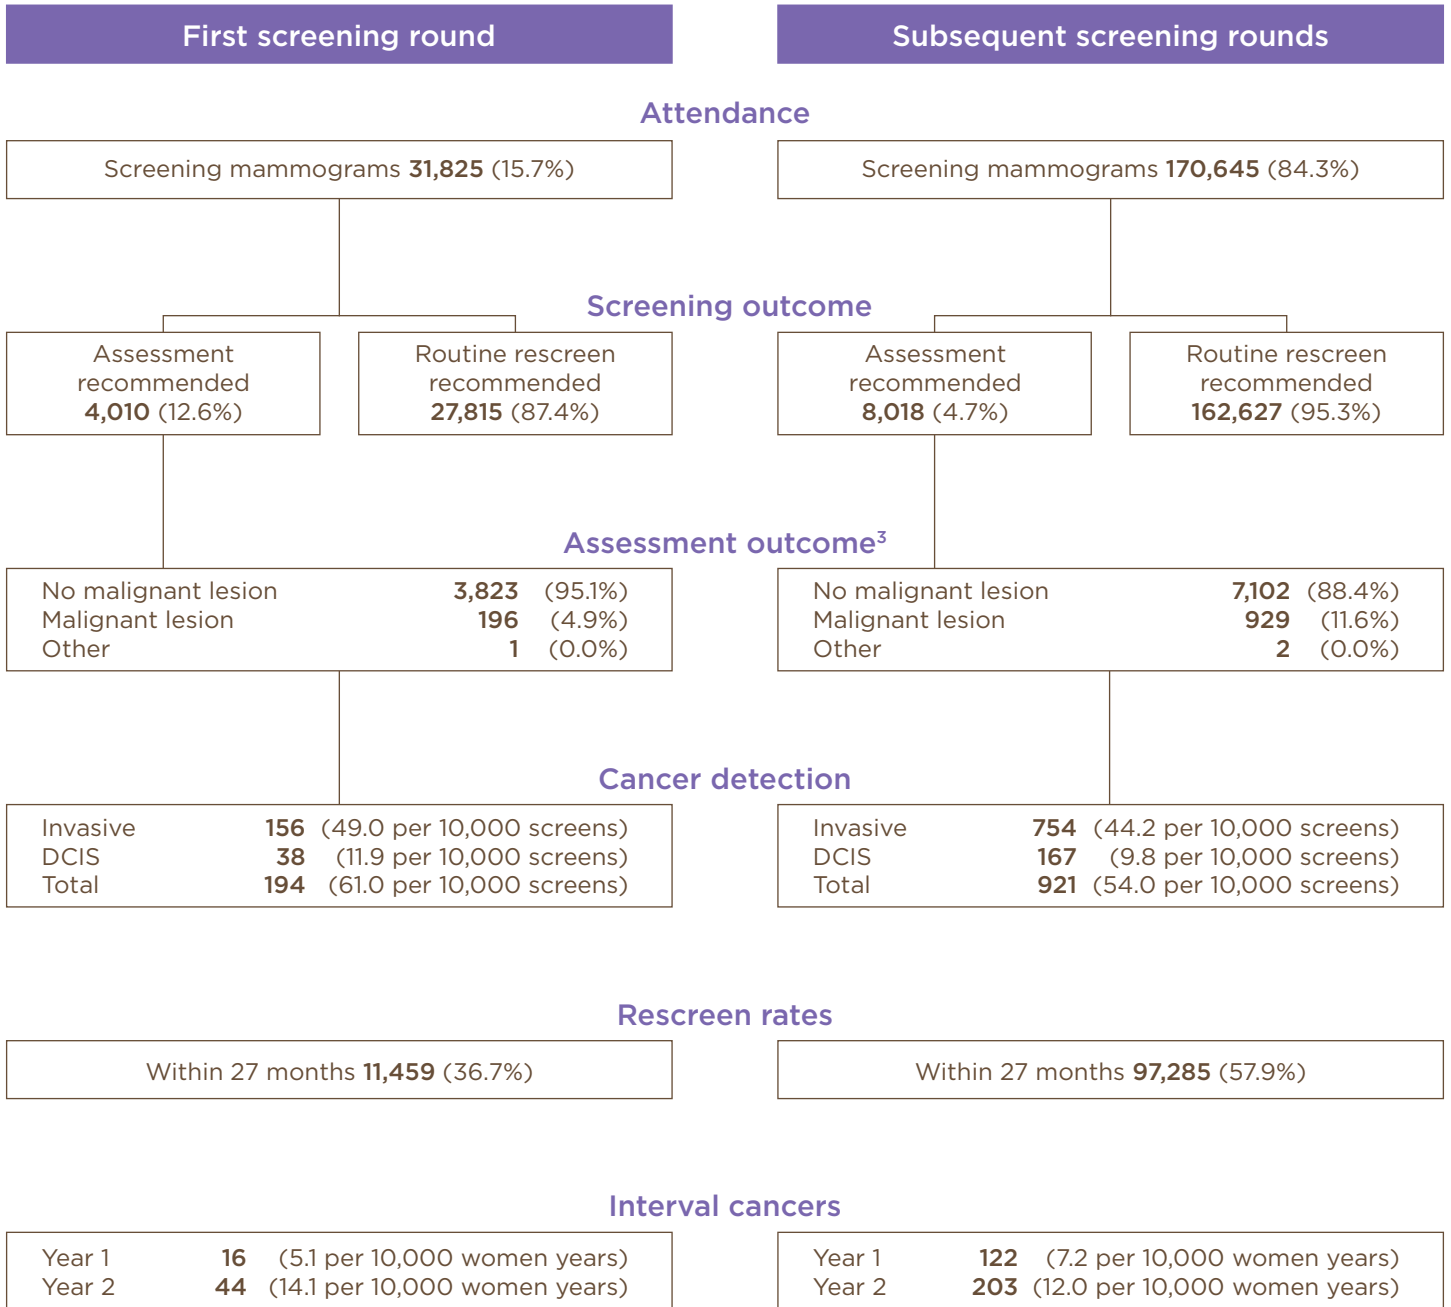 First screening round
Subsequent screening rounds
Attendance
Screening mammograms 31,825 (15.7%)
Screening mammograms 170,645 (84.3%)
Screening outcome
Assessment
recommended
4,010 (12.6%)
Routine rescreen
recommended
27,815 (87.4%)
Assessment
recommended
8,018 (4.7%)
Routine rescreen
recommended
162,627 (95.3%)
Assessment outcome³
No malignant lesion 3,823 (95.1%)
Malignant lesion 196 (4.9%)
Other 1 (0.0%)
No malignant lesion 7,102 (88.4%)
Malignant lesion 929 (11.6%)
Other 2 (0.0%)
Cancer detection
Invasive 156 (49.0 per 10,000 screens)
DCIS 38 (11.9 per 10,000 screens)
Total 194 (61.0 per 10,000 screens)
Invasive 754 (44.2 per 10,000 screens)
DCIS 167 (9.8 per 10,000 screens)
Total 921 (54.0 per 10,000 screens)
Rescreen rates
Within 27 months 11,459 (36.7%)
Within 27 months 97,285 (57.9%)
Interval cancers
Year 1 16 (5.1 per 10,000 women years)
Year 2 44 (14.1 per 10,000 women years)
Year 1 122 (7.2 per 10,000 women years)
Year 2 203 (12.0 per 10,000 women years)